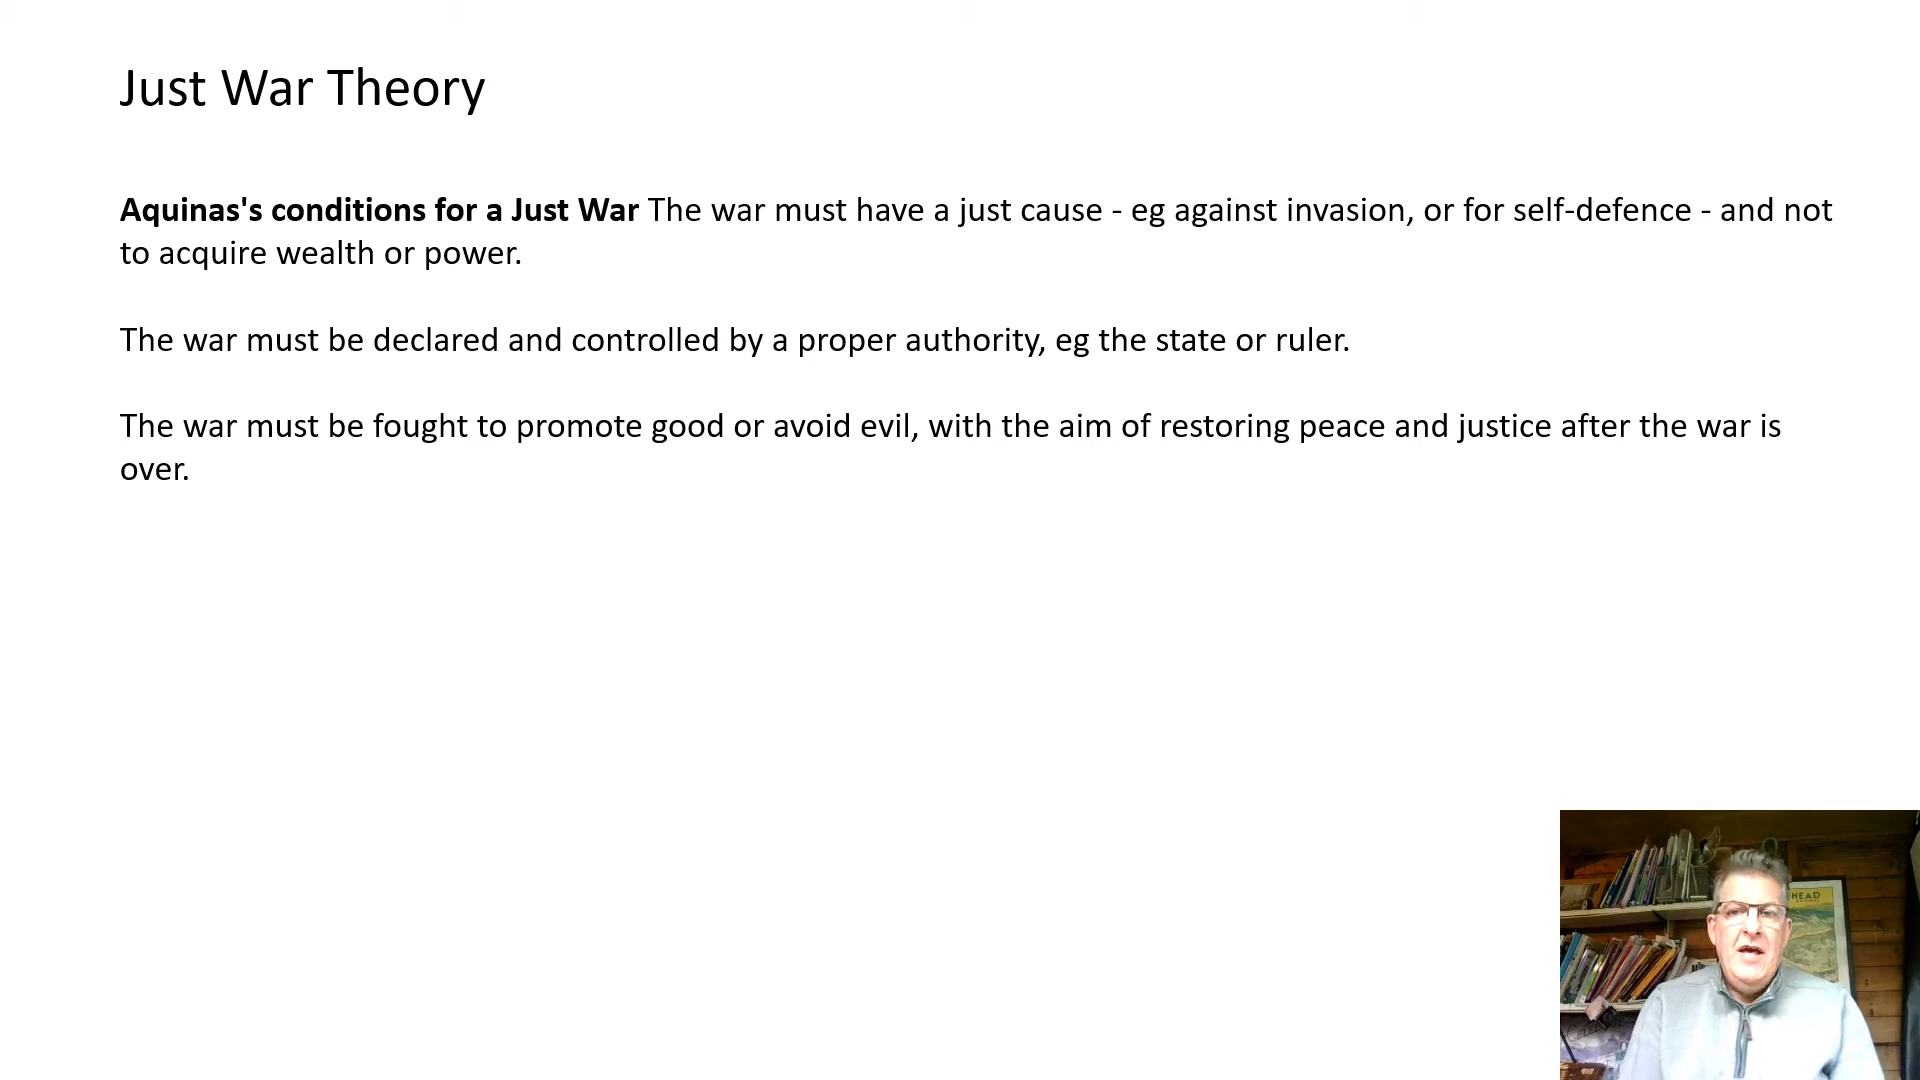 Just War Theory
Aquinas's conditions for a Just War The war must have a just cause - eg against invasion, or for self-defence - and not
to acquire wealth or power.
The war must be declared and controlled by a proper authority, eg the state or ruler.
The war must be fought to promote good or avoid evil, with the aim of restoring peace and justice after the war is
over.
HEAD